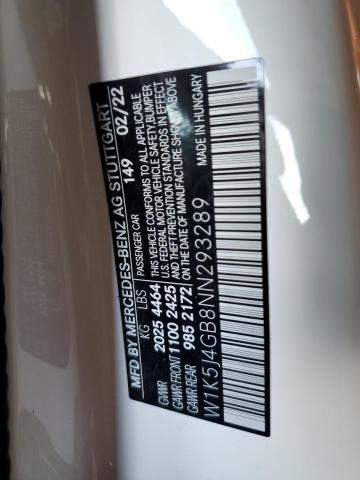 MFD BY MERCEDES-BENZ AG STUTTGART
149 02/22
KG LBS PASSENGER CAR
GVWR 2025 4464
GAWR FRONT 1100 2425
GAWR REAR 985 2172
THIS VEHICLE CONFORMS TO ALL APPLICABLE
U.S. FEDERAL MOTOR VEHICLE SAFETY, BUMPER
AND THEFT PREVENTION STANDARDS IN EFFECT
ON THE DATE OF MANUFACTURE SHOWN ABOVE
MADE IN HUNGARY
W1K5J4GB8NN293289